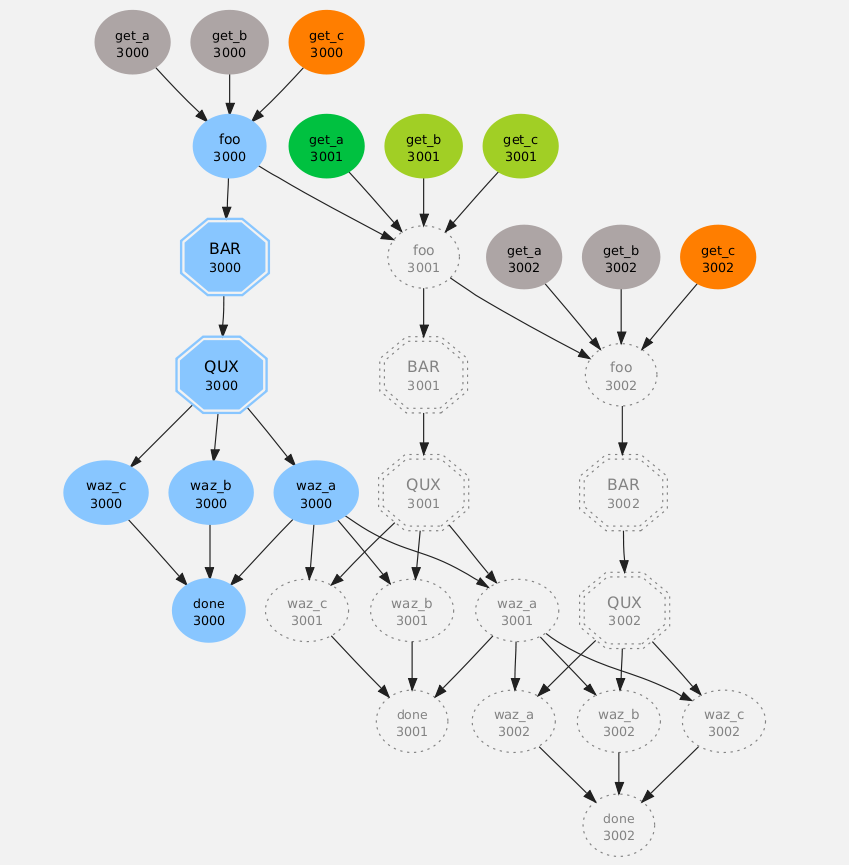 get_a
3000
get_b
3000
get_c
3000
foo
3000
get_a
3001
get_b
3001
get_c
3001
BAR
3000
foo
3001
get_a
3002
get_b
3002
get_c
3002
QUX
3000
BAR
3001
foo
3002
waz_c
3000
waz_b
3000
waz_a
3000
QUX
3001
BAR
3002
done
3000
waz_c
3001
waz_b
3001
waz_a
3001
QUX
3002
done
3001
waz_a
3002
waz_b
3002
waz_c
3002
done
3002